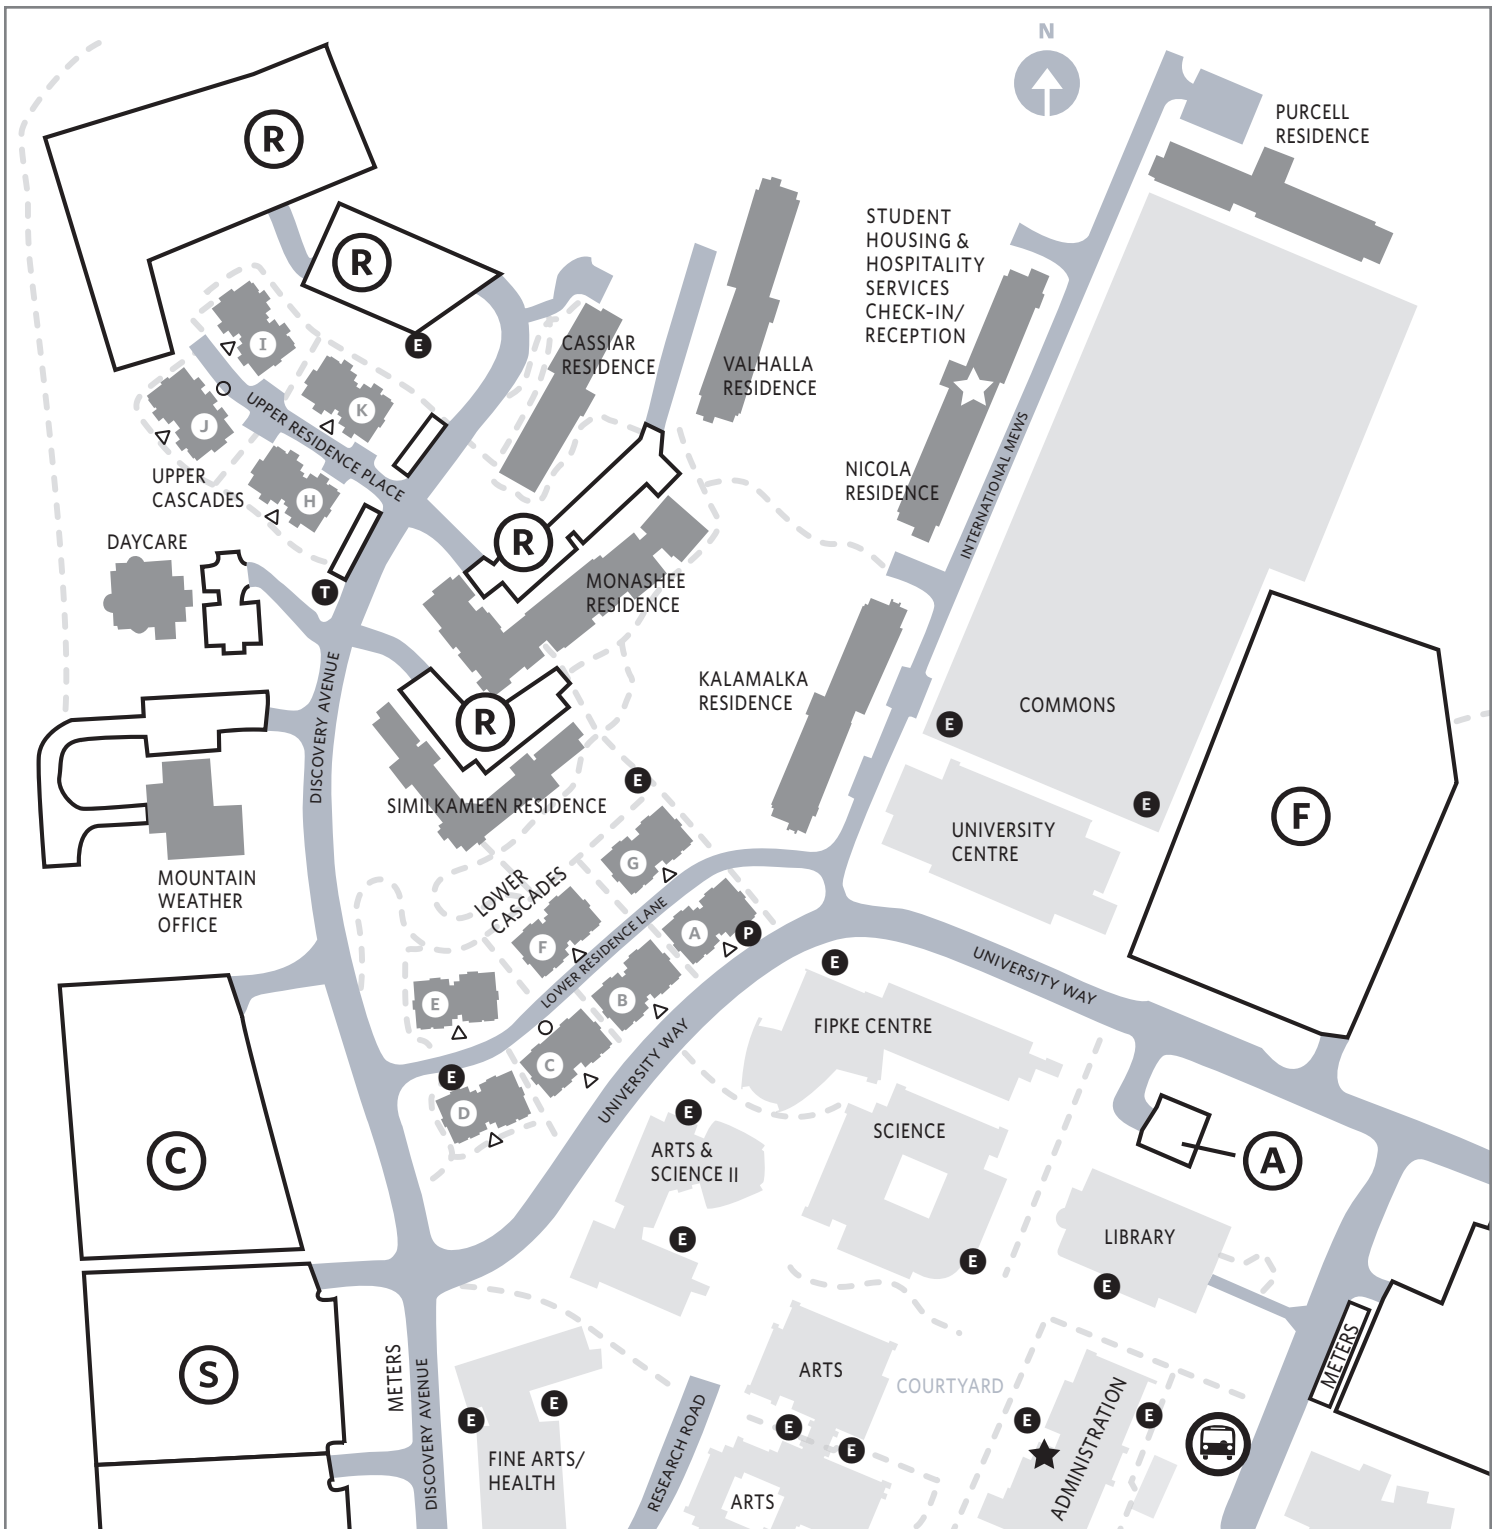 N
PURCELL
RESIDENCE
R
STUDENT
HOUSING &
HOSPITALITY
SERVICES
CHECK-IN/
RECEPTION
R
CASSIAR
RESIDENCE
VALHALLA
RESIDENCE
E
I
K
J
UPPER RESIDENCE PLACE
UPPER
CASCADES
H
NICOLA
RESIDENCE
INTERNATIONAL MEWS
DAYCARE
R
T
MONASHEE
RESIDENCE
DISCOVERY AVENUE
R
KALAMALKA
RESIDENCE
COMMONS
E
SIMILKAMEEN RESIDENCE
E
E
F
UNIVERSITY
CENTRE
MOUNTAIN
WEATHER
OFFICE
G
LOWER
CASCADES
F
LOWER RESIDENCE LANE
A
P
E
B
E
UNIVERSITY WAY
UNIVERSITY WAY
FIPKE CENTRE
C
E
D
E
SCIENCE
ARTS &
SCIENCE II
C
A
E
LIBRARY
E
E
S
METERS
DISCOVERY AVENUE
METERS
ARTS
COURTYARD
E
E
E
E
E
E
FINE ARTS/
HEALTH
RESEARCH ROAD
ARTS
ADMINISTRATION